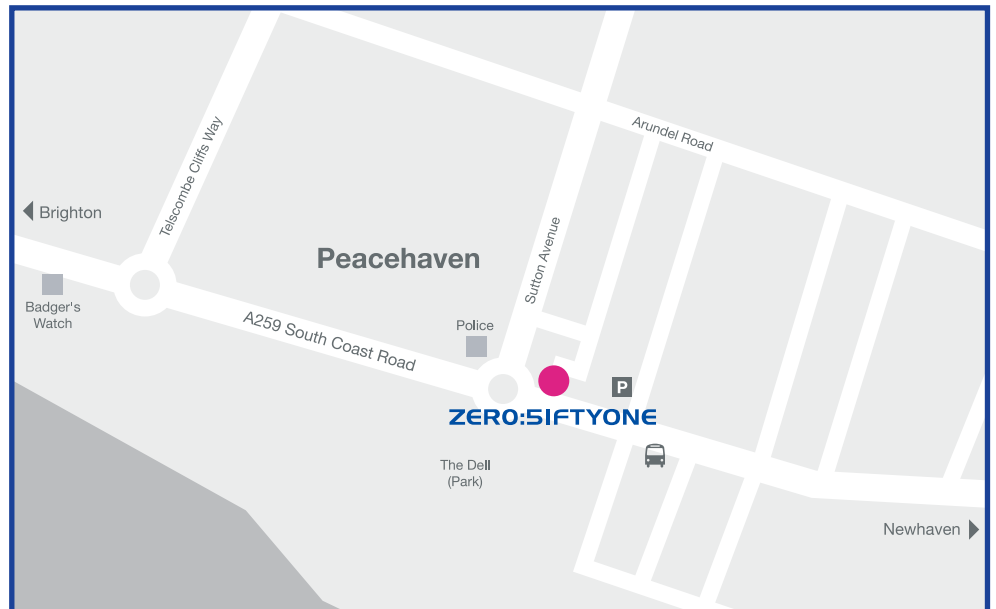 Arundel Road
Telscombe Cliffs Way
Brighton
Peacehaven
Sutton Avenue
Badger's
Watch
A259 South Coast Road
Police
P
ZERO:5IFTYONE
The Dell
(Park)
Newhaven